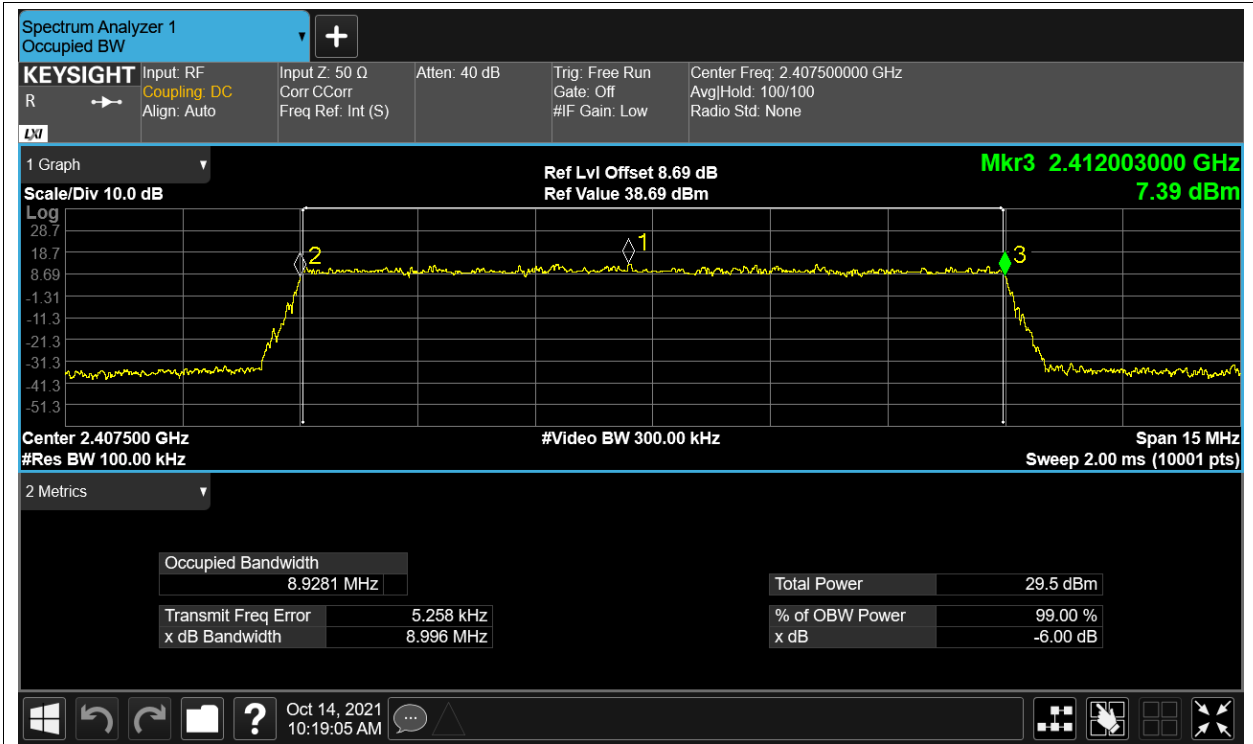 Spectrum Analyzer 1
Occupied BW
KEYSIGHT Input: RF Input Z: 50 Ω Atten: 40 dB Trig: Free Run Center Freq: 2.407500000 GHz
R Coupling: DC Corr CCorr Gate: Off Avg|Hold: 100/100
Align: Auto Freq Ref: Int (S) #IF Gain: Low Radio Std: None
LXI
1 Graph
Ref Lvl Offset 8.69 dB Mkr3 2.412003000 GHz
Scale/Div 10.0 dB Ref Value 38.69 dBm 7.39 dBm
Log
28.7
18.7
8.69
-1.31
-11.3
-21.3
-31.3
-41.3
-51.3
2 1 3
Center 2.407500 GHz #Video BW 300.00 kHz Span 15 MHz
#Res BW 100.00 kHz Sweep 2.00 ms (10001 pts)
2 Metrics
Occupied Bandwidth
8.9281 MHz
Total Power 29.5 dBm
Transmit Freq Error 5.258 kHz % of OBW Power 99.00 %
x dB Bandwidth 8.996 MHz x dB -6.00 dB
? Oct 14, 2021
10:19:05 AM